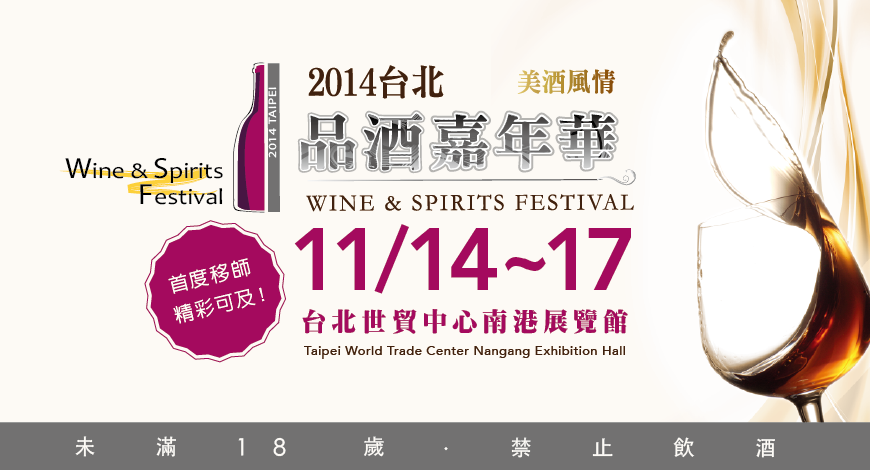 2014台北
美酒風情
品酒嘉年華
WINE & SPIRITS FESTIVAL
2014 TAIPEI
Wine & Spirits
Festival
首度移師
精彩可及！
11/14~17
台北世貿中心南港展覽館
Taipei World Trade Center Nangang Exhibition Hall
未滿18歲·禁止飲酒